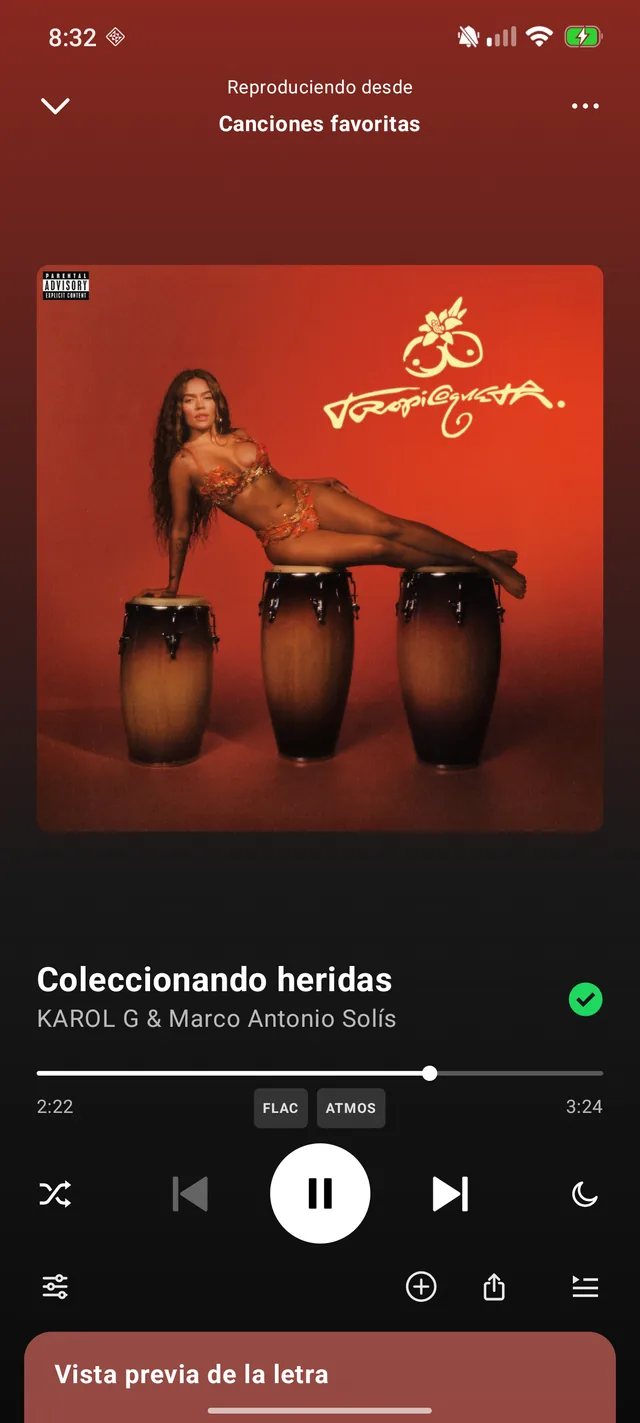 8:32
Reproduciendo desde
Canciones favoritas
PARENTAL
ADVISORY
EXPLICIT CONTENT
TROPICOQUETA.
Coleccionando heridas
KAROL G & Marco Antonio Solís
2:22
FLAC
ATMOS
3:24
Vista previa de la letra